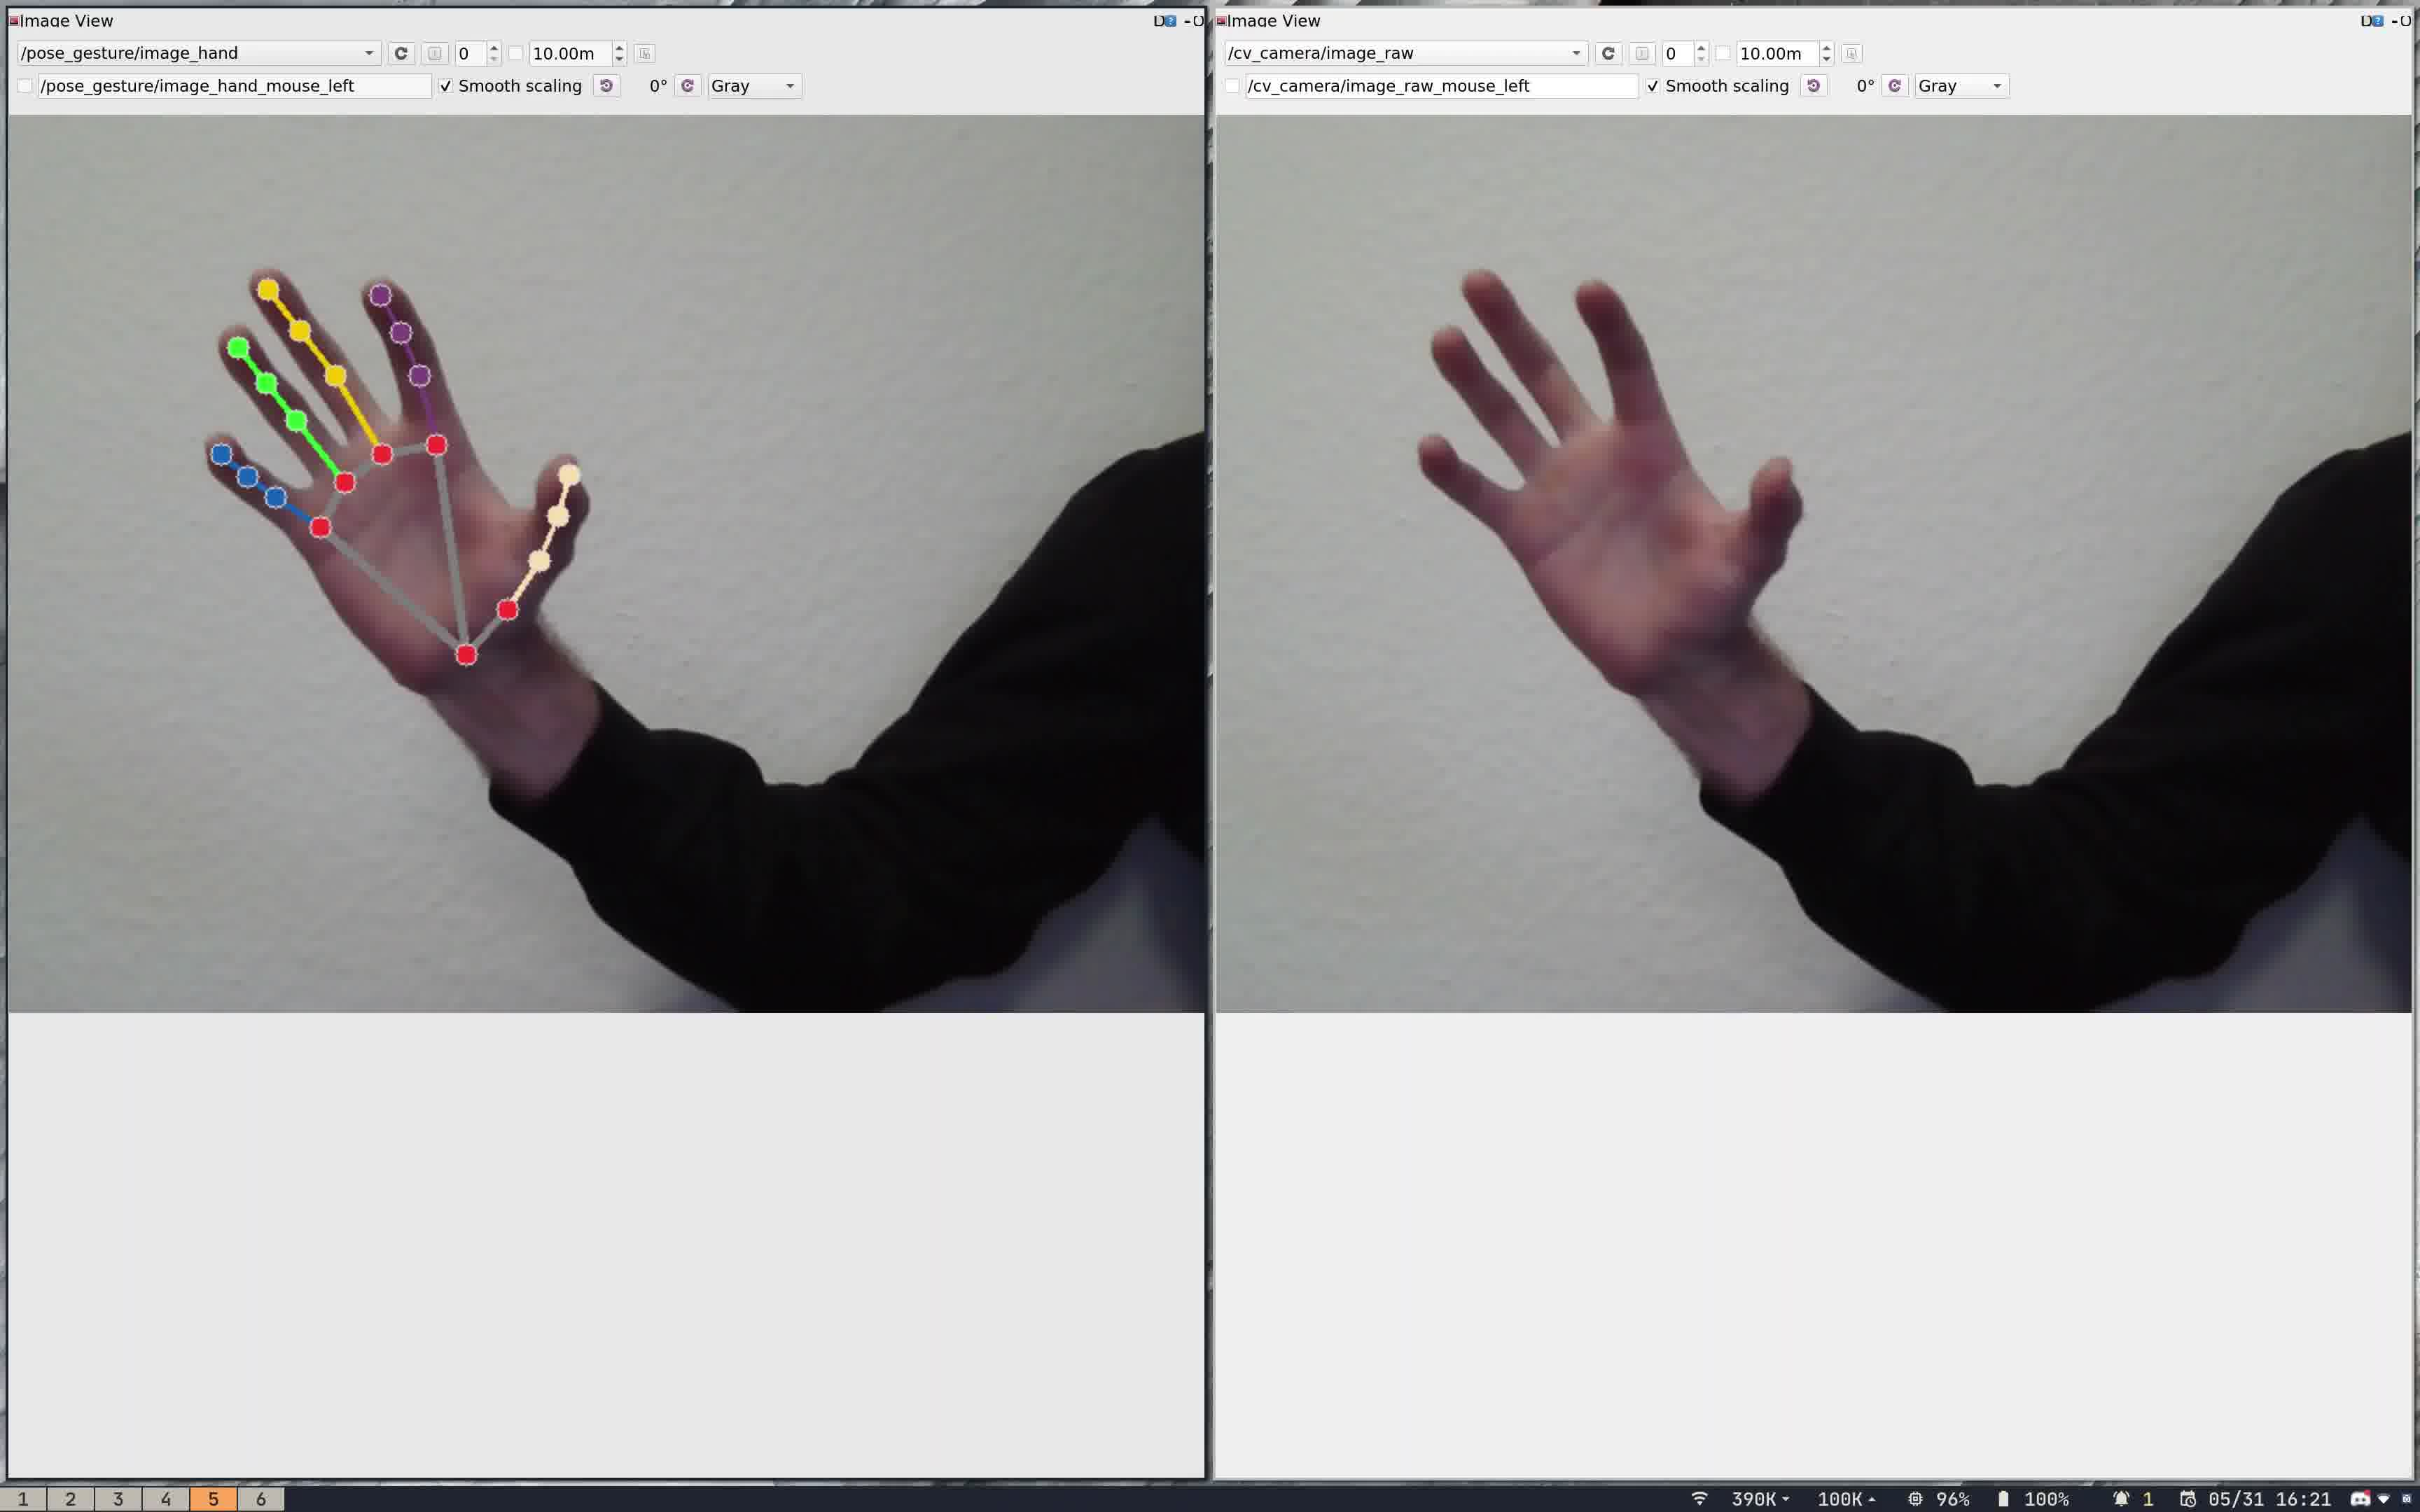 Image View
/pose_gesture/image_hand 0 10.00m
/pose_gesture/image_hand_mouse_left Smooth scaling 0° Gray
Image View
/cv_camera/image_raw 0 10.00m
/cv_camera/image_raw_mouse_left Smooth scaling 0° Gray
1 2 3 4 5 6 390K 100K 96% 100% 1 05/31 16:21